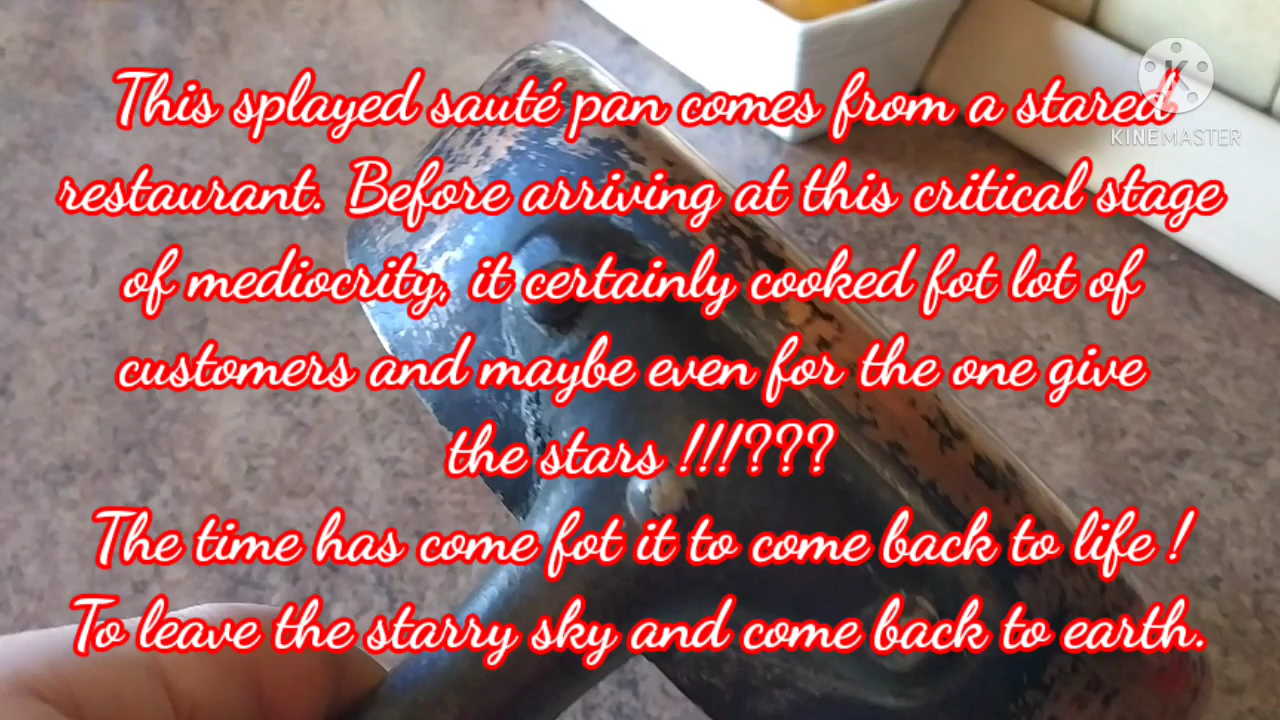 This splayed sauté pan comes from a stared
restaurant. Before arriving at this critical stage
of mediocrity, it certainly cooked fot lot of
customers and maybe even for the one give
the stars !!!???
The time has come fot it to come back to life !
To leave the starry sky and come back to earth.
K
KINEMASTER